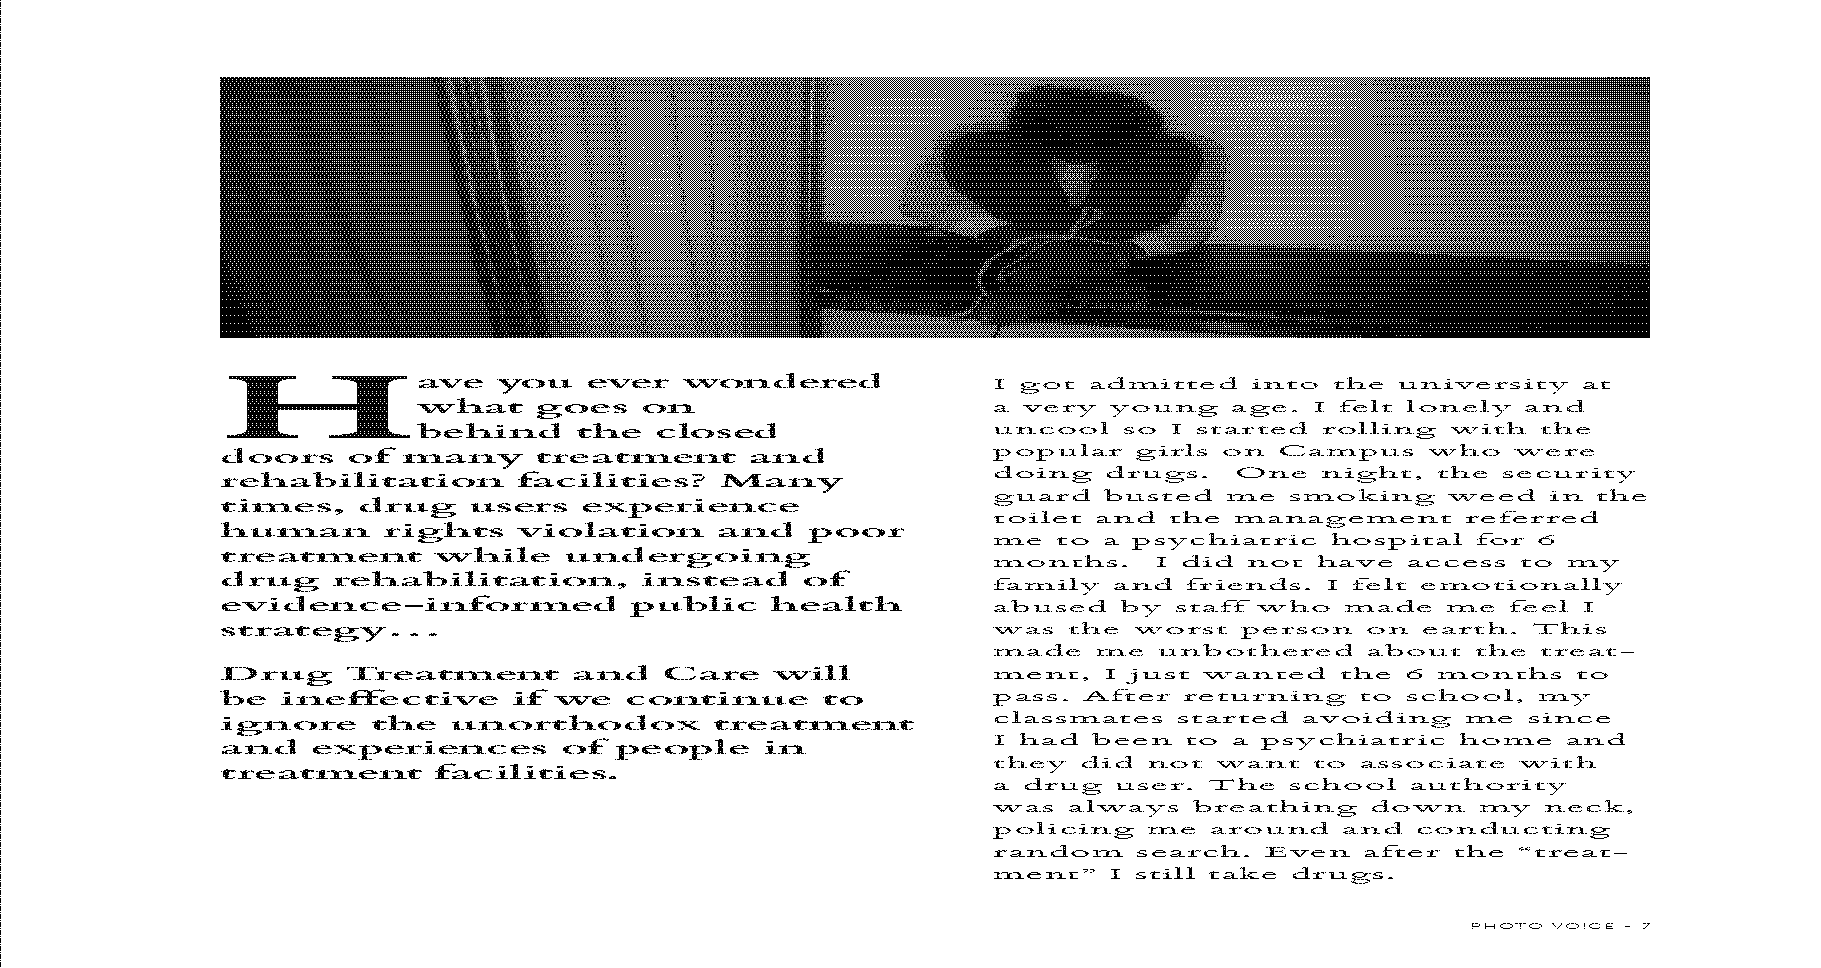 Have you ever wondered
what goes on
behind the closed
doors of many treatment and
rehabilitation facilities? Many
times, drug users experience
human rights violation and poor
treatment while undergoing
drug rehabilitation, instead of
evidence-informed public health
strategy...
Drug Treatment and Care will
be ineffective if we continue to
ignore the unorthodox treatment
and experiences of people in
treatment facilities.
I got admitted into the university at
a very young age. I felt lonely and
uncool so I started rolling with the
popular girls on Campus who were
doing drugs.  One night, the security
guard busted me smoking weed in the
toilet and the management referred
me to a psychiatric hospital for 6
months.  I did not have access to my
family and friends. I felt emotionally
abused by staff who made me feel I
was the worst person on earth. This
made me unbothered about the treat-
ment, I just wanted the 6 months to
pass. After returning to school, my
classmates started avoiding me since
I had been to a psychiatric home and
they did not want to associate with
a drug user. The school authority
was always breathing down my neck,
policing me around and conducting
random search. Even after the “treat-
ment” I still take drugs.
PHOTO VOICE - 7